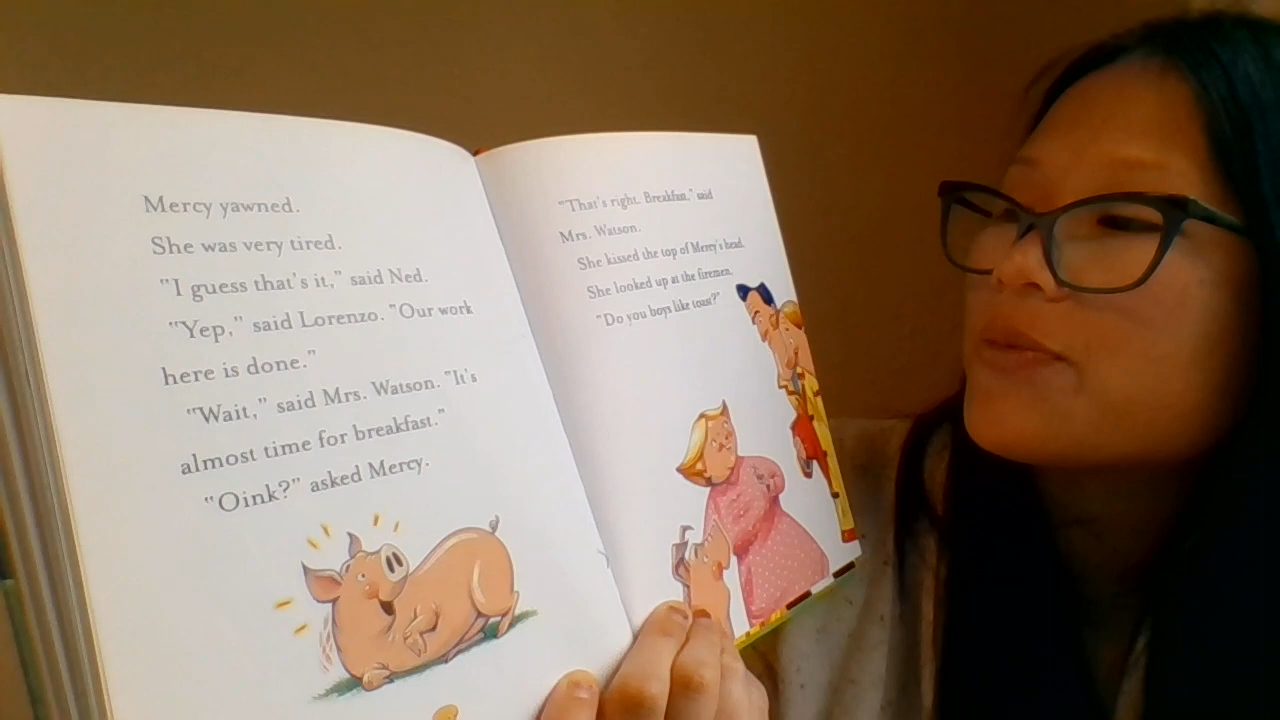 Mercy yawned.
She was very tired.
"I guess that's it," said Ned.
"Yep," said Lorenzo. "Our work
here is done."
"Wait," said Mrs. Watson. "It's
almost time for breakfast."
"Oink?" asked Mercy.
"That's right. Breakfast," said
Mrs. Watson.
She kissed the top of Mercy's head.
She looked up at the firemen.
"Do you boys like toast?"